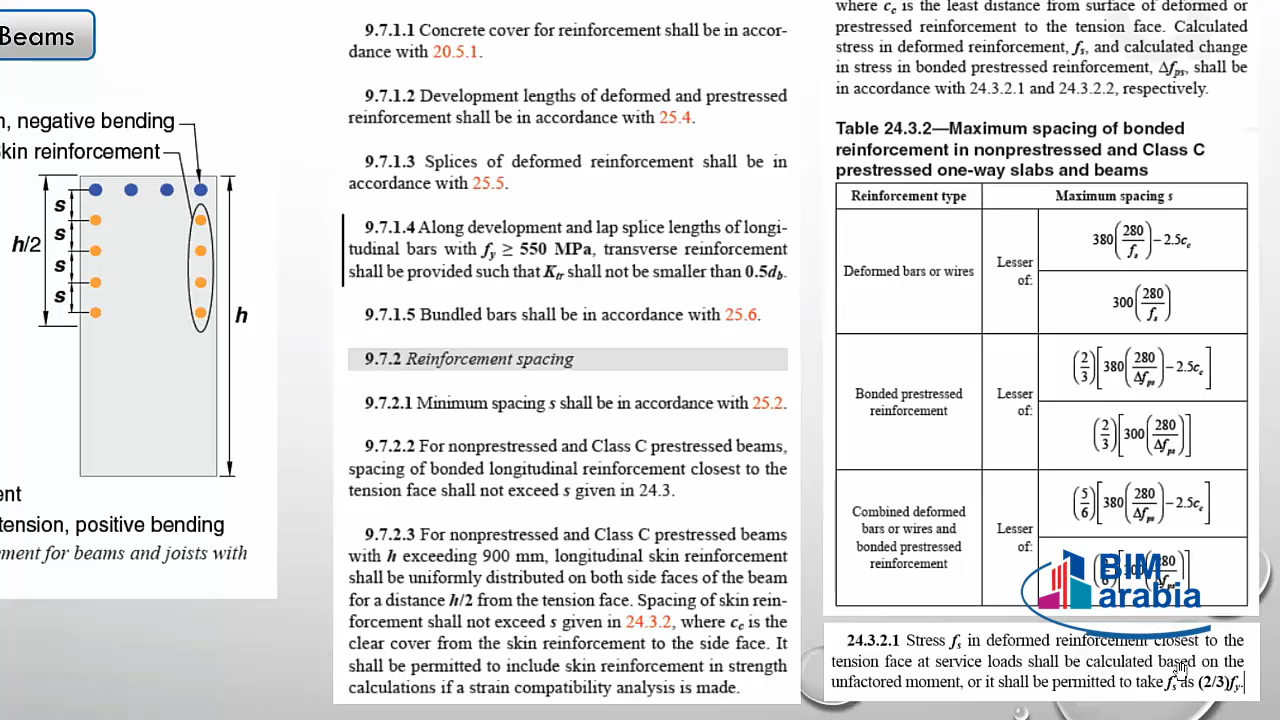 Beams
n, negative bending
kin reinforcement
s
s
s
s
h/2
h
ent
tension, positive bending
ment for beams and joists with
9.7.1.1 Concrete cover for reinforcement shall be in accor-
dance with 20.5.1.
9.7.1.2 Development lengths of deformed and prestressed
reinforcement shall be in accordance with 25.4.
9.7.1.3 Splices of deformed reinforcement shall be in
accordance with 25.5.
9.7.1.4 Along development and lap splice lengths of longi-
tudinal bars with fy ≥ 550 MPa, transverse reinforcement
shall be provided such that Ktr shall not be smaller than 0.5db.
9.7.1.5 Bundled bars shall be in accordance with 25.6.
9.7.2 Reinforcement spacing
9.7.2.1 Minimum spacing s shall be in accordance with 25.2.
9.7.2.2 For nonprestressed and Class C prestressed beams,
spacing of bonded longitudinal reinforcement closest to the
tension face shall not exceed s given in 24.3.
9.7.2.3 For nonprestressed and Class C prestressed beams
with h exceeding 900 mm, longitudinal skin reinforcement
shall be uniformly distributed on both side faces of the beam
for a distance h/2 from the tension face. Spacing of skin rein-
forcement shall not exceed s given in 24.3.2, where cc is the
clear cover from the skin reinforcement to the side face. It
shall be permitted to include skin reinforcement in strength
calculations if a strain compatibility analysis is made.
where cc is the least distance from surface of deformed or
prestressed reinforcement to the tension face. Calculated
stress in deformed reinforcement, fs, and calculated change
in stress in bonded prestressed reinforcement, Δfps, shall be
in accordance with 24.3.2.1 and 24.3.2.2, respectively.
Table 24.3.2—Maximum spacing of bonded
reinforcement in nonprestressed and Class C
prestressed one-way slabs and beams
Reinforcement type Maximum spacing s
Deformed bars or wires
Lesser of:
380(280/fs) – 2.5cc
300(280/fs)
Bonded prestressed
reinforcement
Lesser of:
(2/3)[380(280/Δfps) – 2.5cc]
(2/3)[300(280/Δfps)]
Combined deformed
bars or wires and
bonded prestressed
reinforcement
Lesser of:
(5/6)[380(280/Δfps) – 2.5cc]
BIM
arabia
24.3.2.1 Stress fs in deformed reinforcement closest to the
tension face at service loads shall be calculated based on the
unfactored moment, or it shall be permitted to take fs as (2/3)fy.